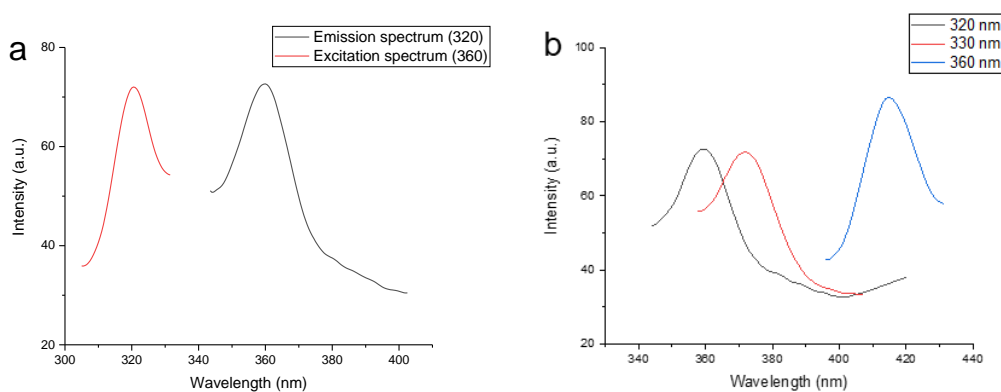 a
Emission spectrum (320)
Excitation spectrum (360)
80
60
40
20
Intensity (a.u.)
300
320
340
360
380
400
Wavelength (nm)
b
320 nm
330 nm
360 nm
100
80
60
40
20
Intensity (a.u.)
340
360
380
400
420
440
Wavelength (nm)